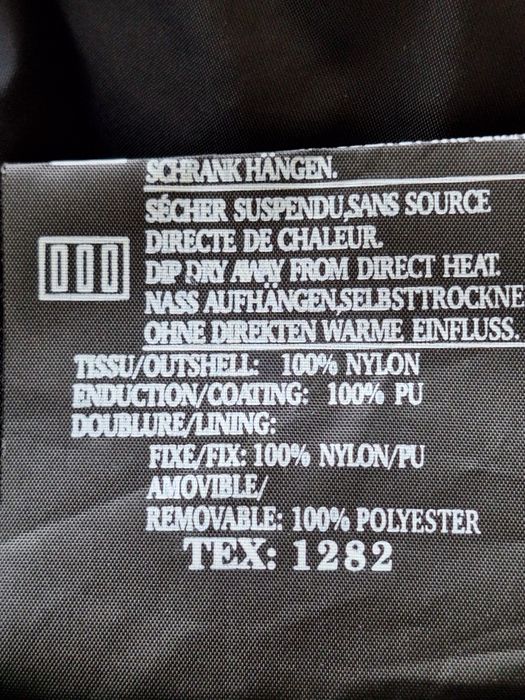 SCHRANK HÄNGEN.
SÉCHER SUSPENDU,SANS SOURCE
DIRECTE DE CHALEUR.
DIP DRY AWAY FROM DIRECT HEAT.
NASS AUFHÄNGEN,SELBSTTROCKNE
OHNE DIREKTEN WARME EINFLUSS.
TISSU/OUTSHELL: 100% NYLON
ENDUCTION/COATING: 100% PU
DOUBLURE/LINING:
FIXE/FIX: 100% NYLON/PU
AMOVIBLE/
REMOVABLE: 100% POLYESTER
TEX: 1282